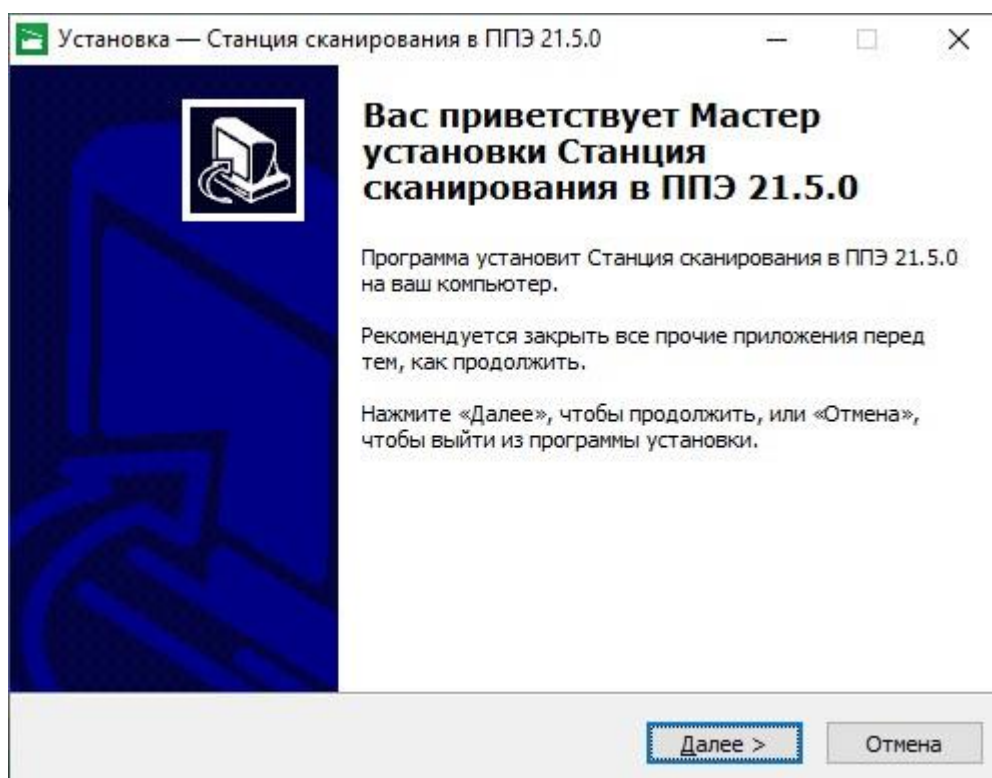 Установка — Станция сканирования в ППЭ 21.5.0
Вас приветствует Мастер
установки Станция
сканирования в ППЭ 21.5.0
Программа установит Станция сканирования в ППЭ 21.5.0
на ваш компьютер.
Рекомендуется закрыть все прочие приложения перед
тем, как продолжить.
Нажмите «Далее», чтобы продолжить, или «Отмена»,
чтобы выйти из программы установки.
Далее >
Отмена